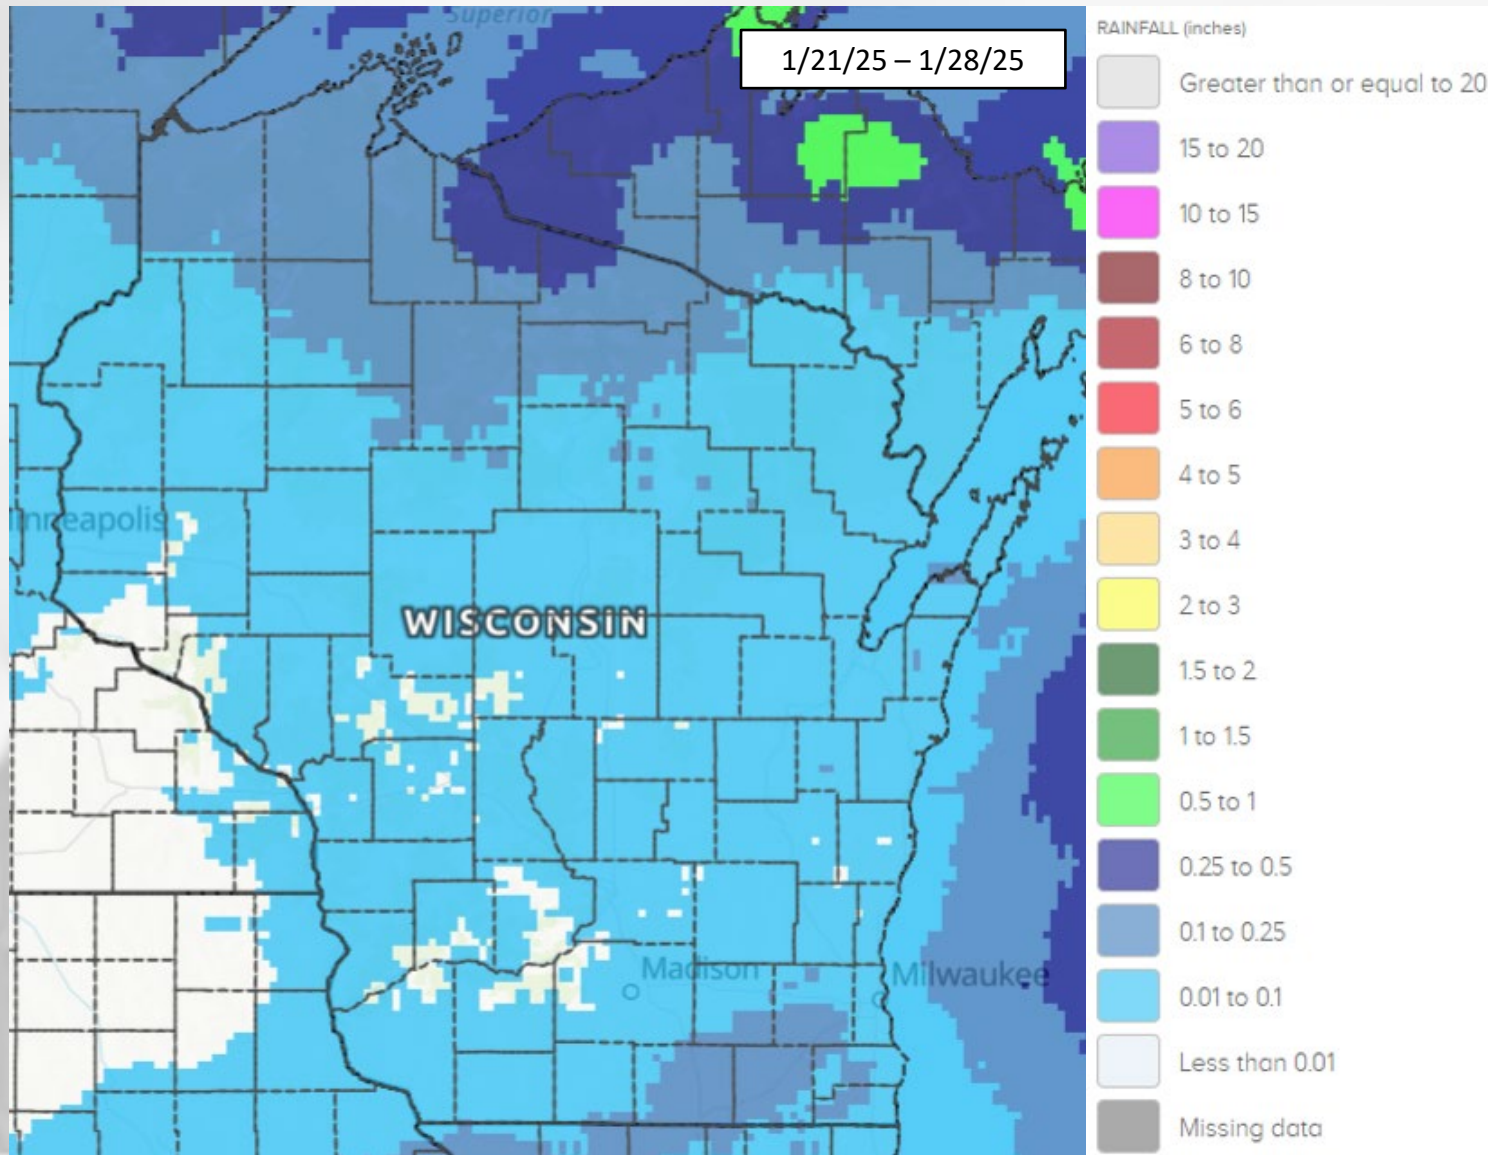 Superior
1/21/25 – 1/28/25
inneapolis
WISCONSIN
Madison
Milwaukee
RAINFALL (inches)
Greater than or equal to 20
15 to 20
10 to 15
8 to 10
6 to 8
5 to 6
4 to 5
3 to 4
2 to 3
1.5 to 2
1 to 1.5
0.5 to 1
0.25 to 0.5
0.1 to 0.25
0.01 to 0.1
Less than 0.01
Missing data